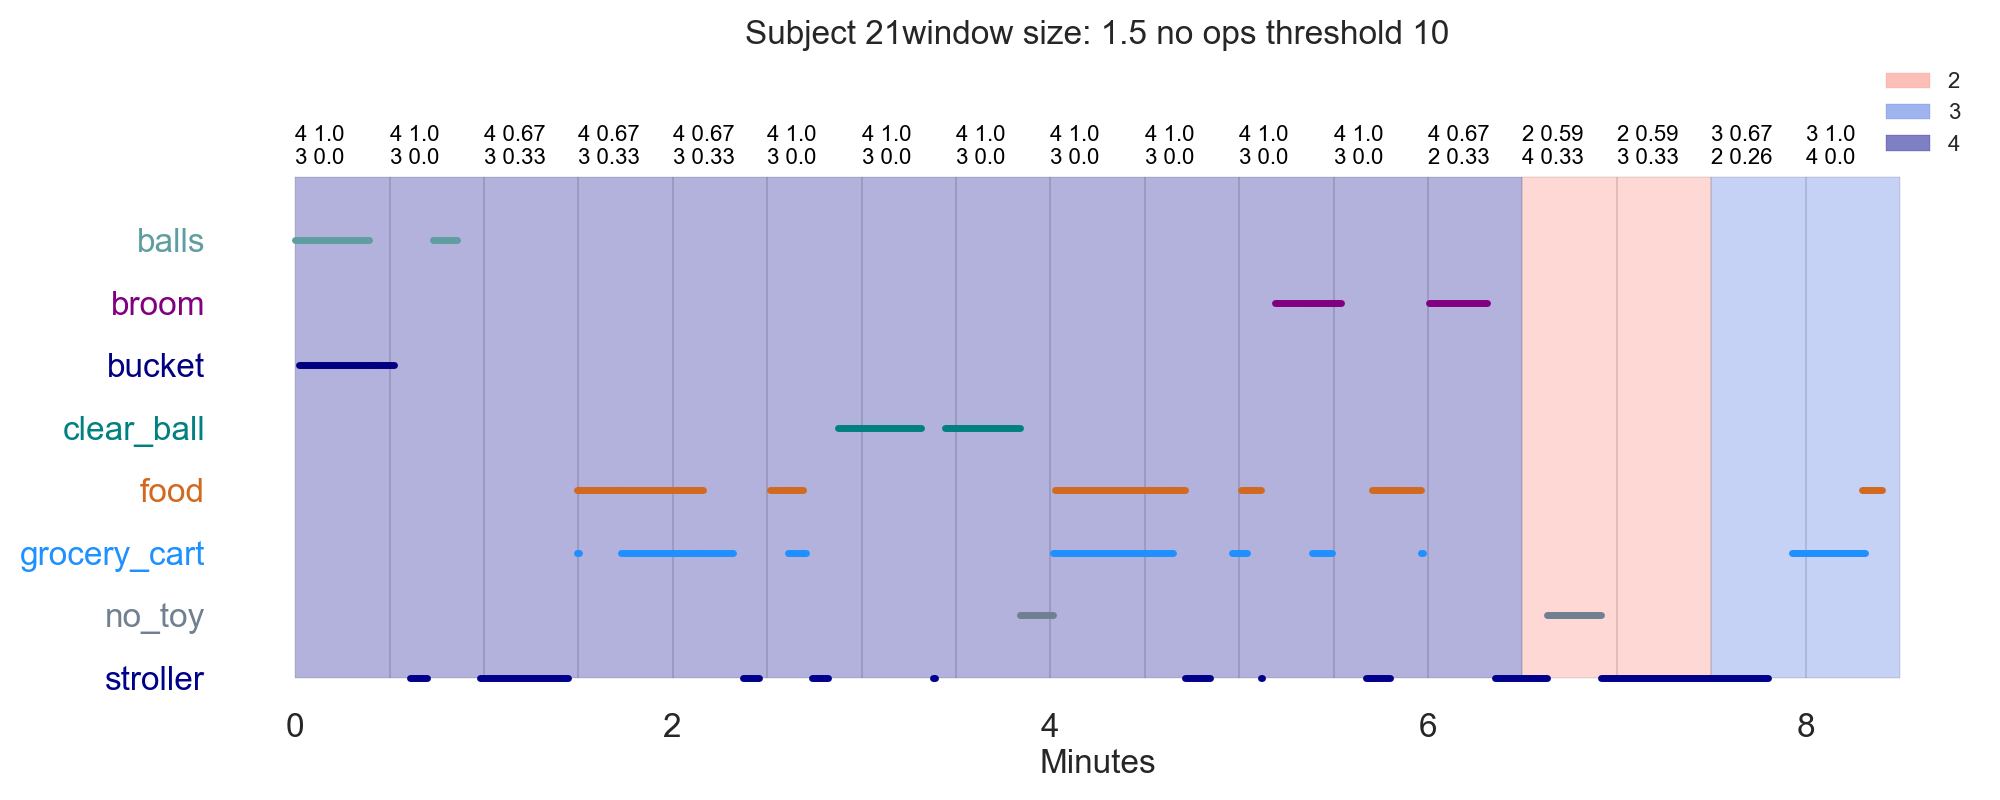 Subject 21window size: 1.5 no ops threshold 10
2
3
4
4 1.0 4 1.0 4 0.67 4 0.67 4 0.67 4 1.0 4 1.0 4 1.0 4 1.0 4 1.0 4 1.0 4 1.0 4 0.67 2 0.59 2 0.59 3 0.67 3 1.0
3 0.0 3 0.0 3 0.33 3 0.33 3 0.33 3 0.0 3 0.0 3 0.0 3 0.0 3 0.0 3 0.0 3 0.0 2 0.33 4 0.33 3 0.33 2 0.26 4 0.0
balls
broom
bucket
clear_ball
food
grocery_cart
no_toy
stroller
0 2 4 6 8
Minutes